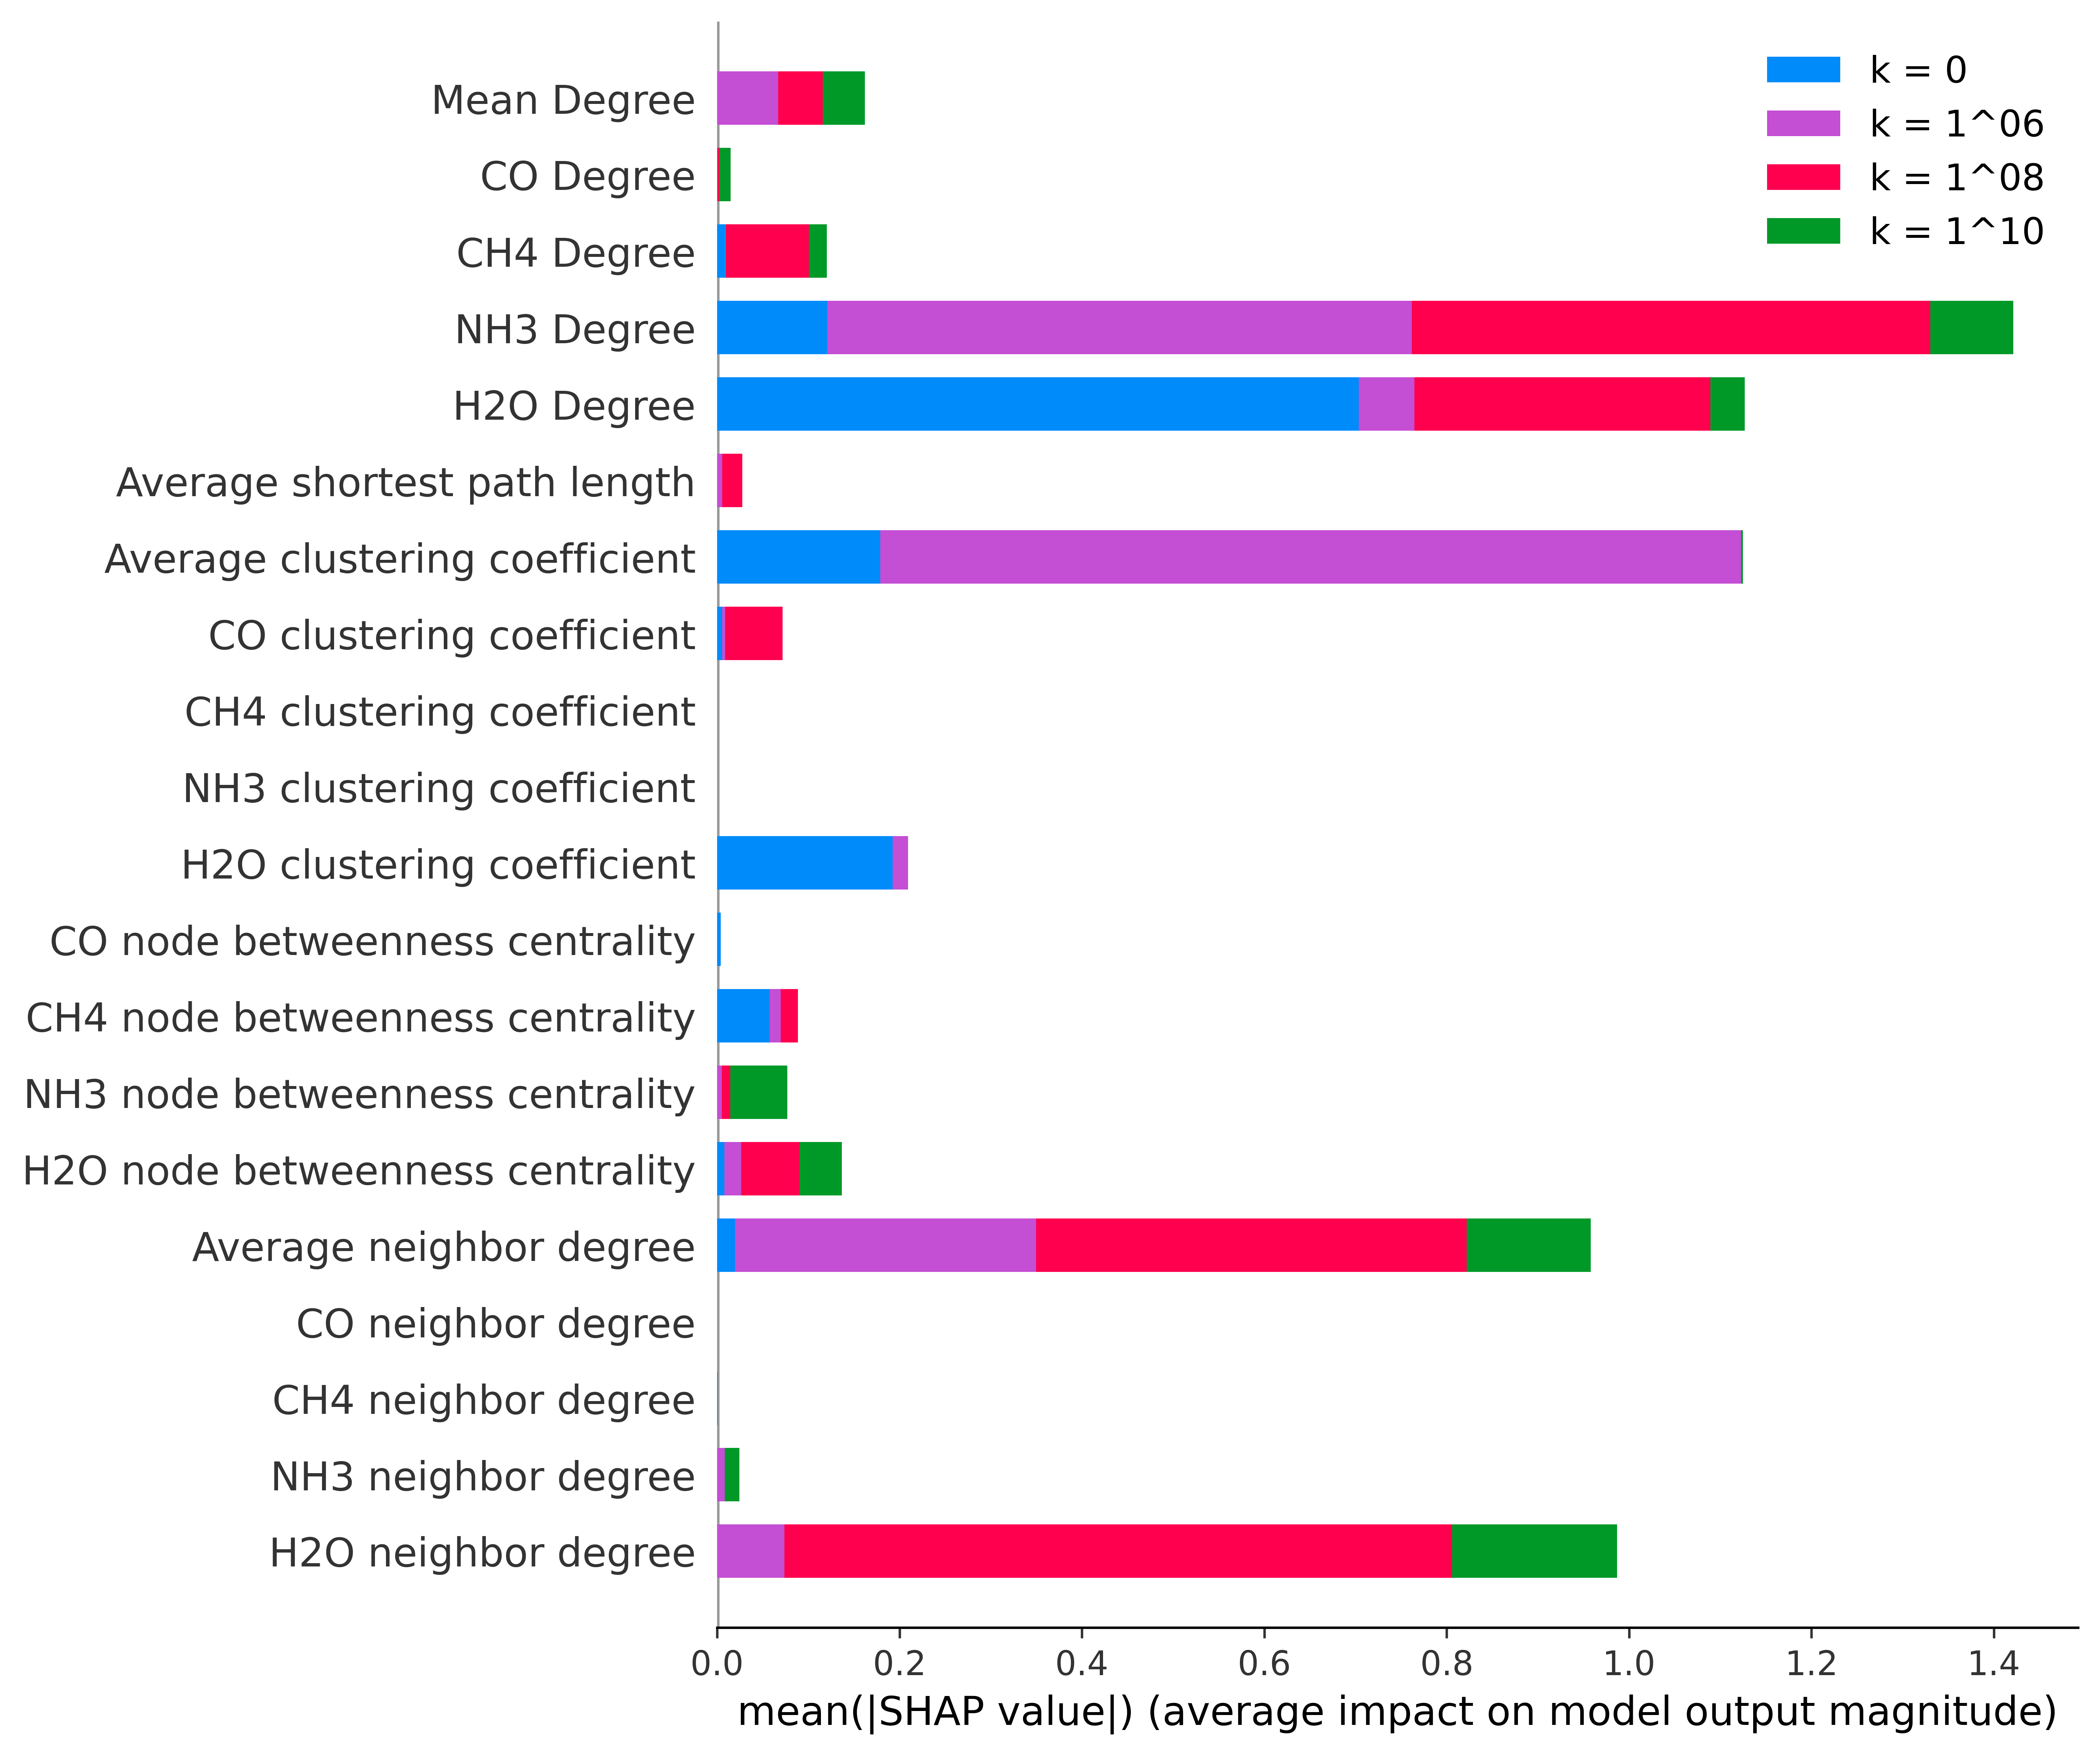 k = 0
k = 1^06
k = 1^08
k = 1^10
Mean Degree
CO Degree
CH4 Degree
NH3 Degree
H2O Degree
Average shortest path length
Average clustering coefficient
CO clustering coefficient
CH4 clustering coefficient
NH3 clustering coefficient
H2O clustering coefficient
CO node betweenness centrality
CH4 node betweenness centrality
NH3 node betweenness centrality
H2O node betweenness centrality
Average neighbor degree
CO neighbor degree
CH4 neighbor degree
NH3 neighbor degree
H2O neighbor degree
0.0 0.2 0.4 0.6 0.8 1.0 1.2 1.4
mean(|SHAP value|) (average impact on model output magnitude)